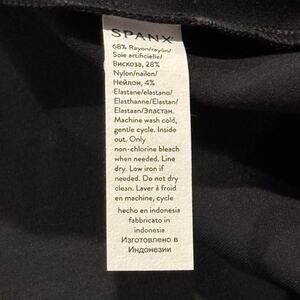 SPANX®
68% Rayon/rayón/
Soie artificielle/
Вискоза, 28%
Nylon/nailon/
Нейлон, 4%
Elastane/elastano/
Elasthanne/Elastan/
Elastaan/Эластан.
Machine wash cold,
gentle cycle. Inside
out. Only
non-chlorine bleach
when needed. Line
dry. Low iron if
needed. Do not dry
clean. Laver à froid
en machine, cycle
hecho en indonesia
fabbricato in
indonesia
Изготовлено в
Индонезии